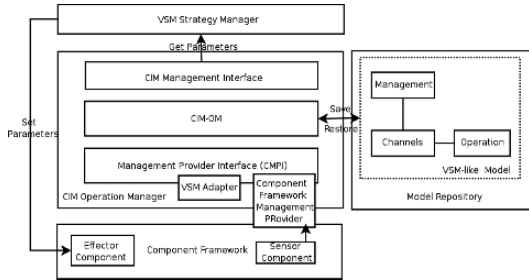 VSM Strategy Manager
Get Parameters
CIM Management Interface
Set
Parameters
CIM-OM
Save
Restore
Management
Channels
Operation
VSM-like Model
Model Repository
Management Provider Interface (CMPI)
VSM Adapter
CIM Operation Manager
Component
Framework
Management
PRovider
Effector
Component
Component Framework
Sensor
Component